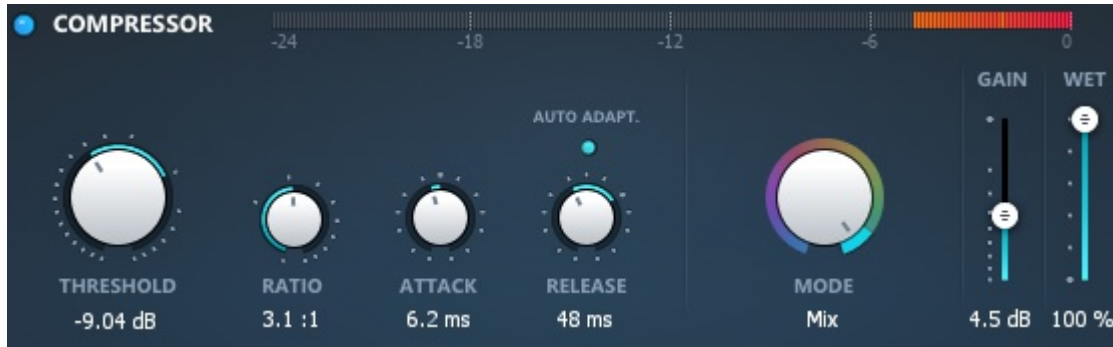 COMPRESSOR
-24 -18 -12 -6 0
GAIN WET
AUTO ADAPT.
THRESHOLD RATIO ATTACK RELEASE MODE
-9.04 dB 3.1 :1 6.2 ms 48 ms Mix 4.5 dB 100 %